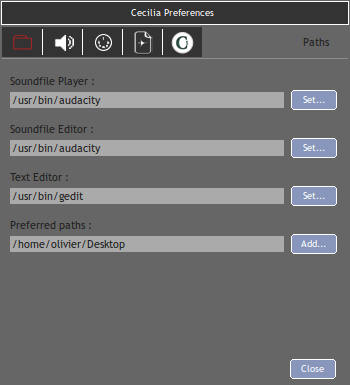 Cecilia Preferences
Paths
Soundfile Player :
/usr/bin/audacity
Set...
Soundfile Editor :
/usr/bin/audacity
Set...
Text Editor :
/usr/bin/gedit
Set...
Preferred paths :
/home/olivier/Desktop
Add...
Close